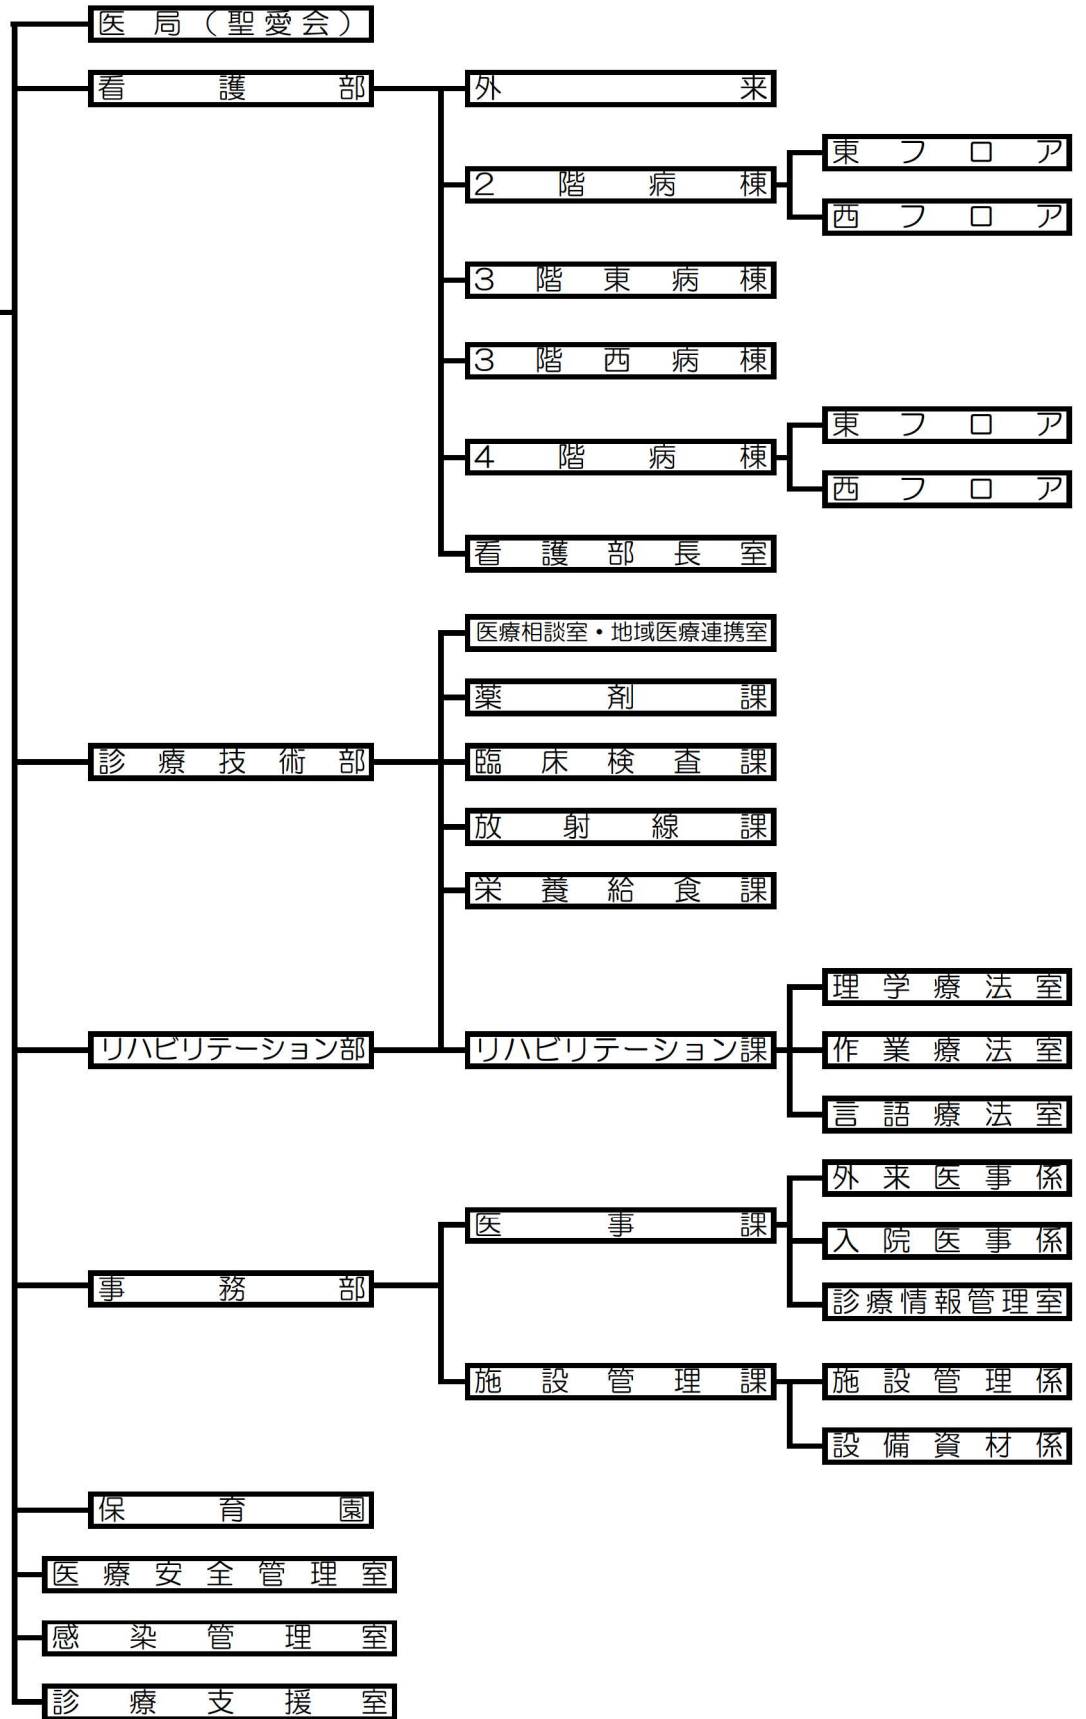 医局（聖愛会）
看護部
外来
2階病棟
東フロア
西フロア
3階東病棟
3階西病棟
4階病棟
東フロア
西フロア
看護部長室
医療相談室・地域医療連携室
薬剤課
診療技術部
臨床検査課
放射線課
栄養給食課
リハビリテーション部
リハビリテーション課
理学療法室
作業療法室
言語療法室
事務部
医事課
外来医事係
入院医事係
診療情報管理室
施設管理課
施設管理係
設備資材係
保育園
医療安全管理室
感染管理室
診療支援室